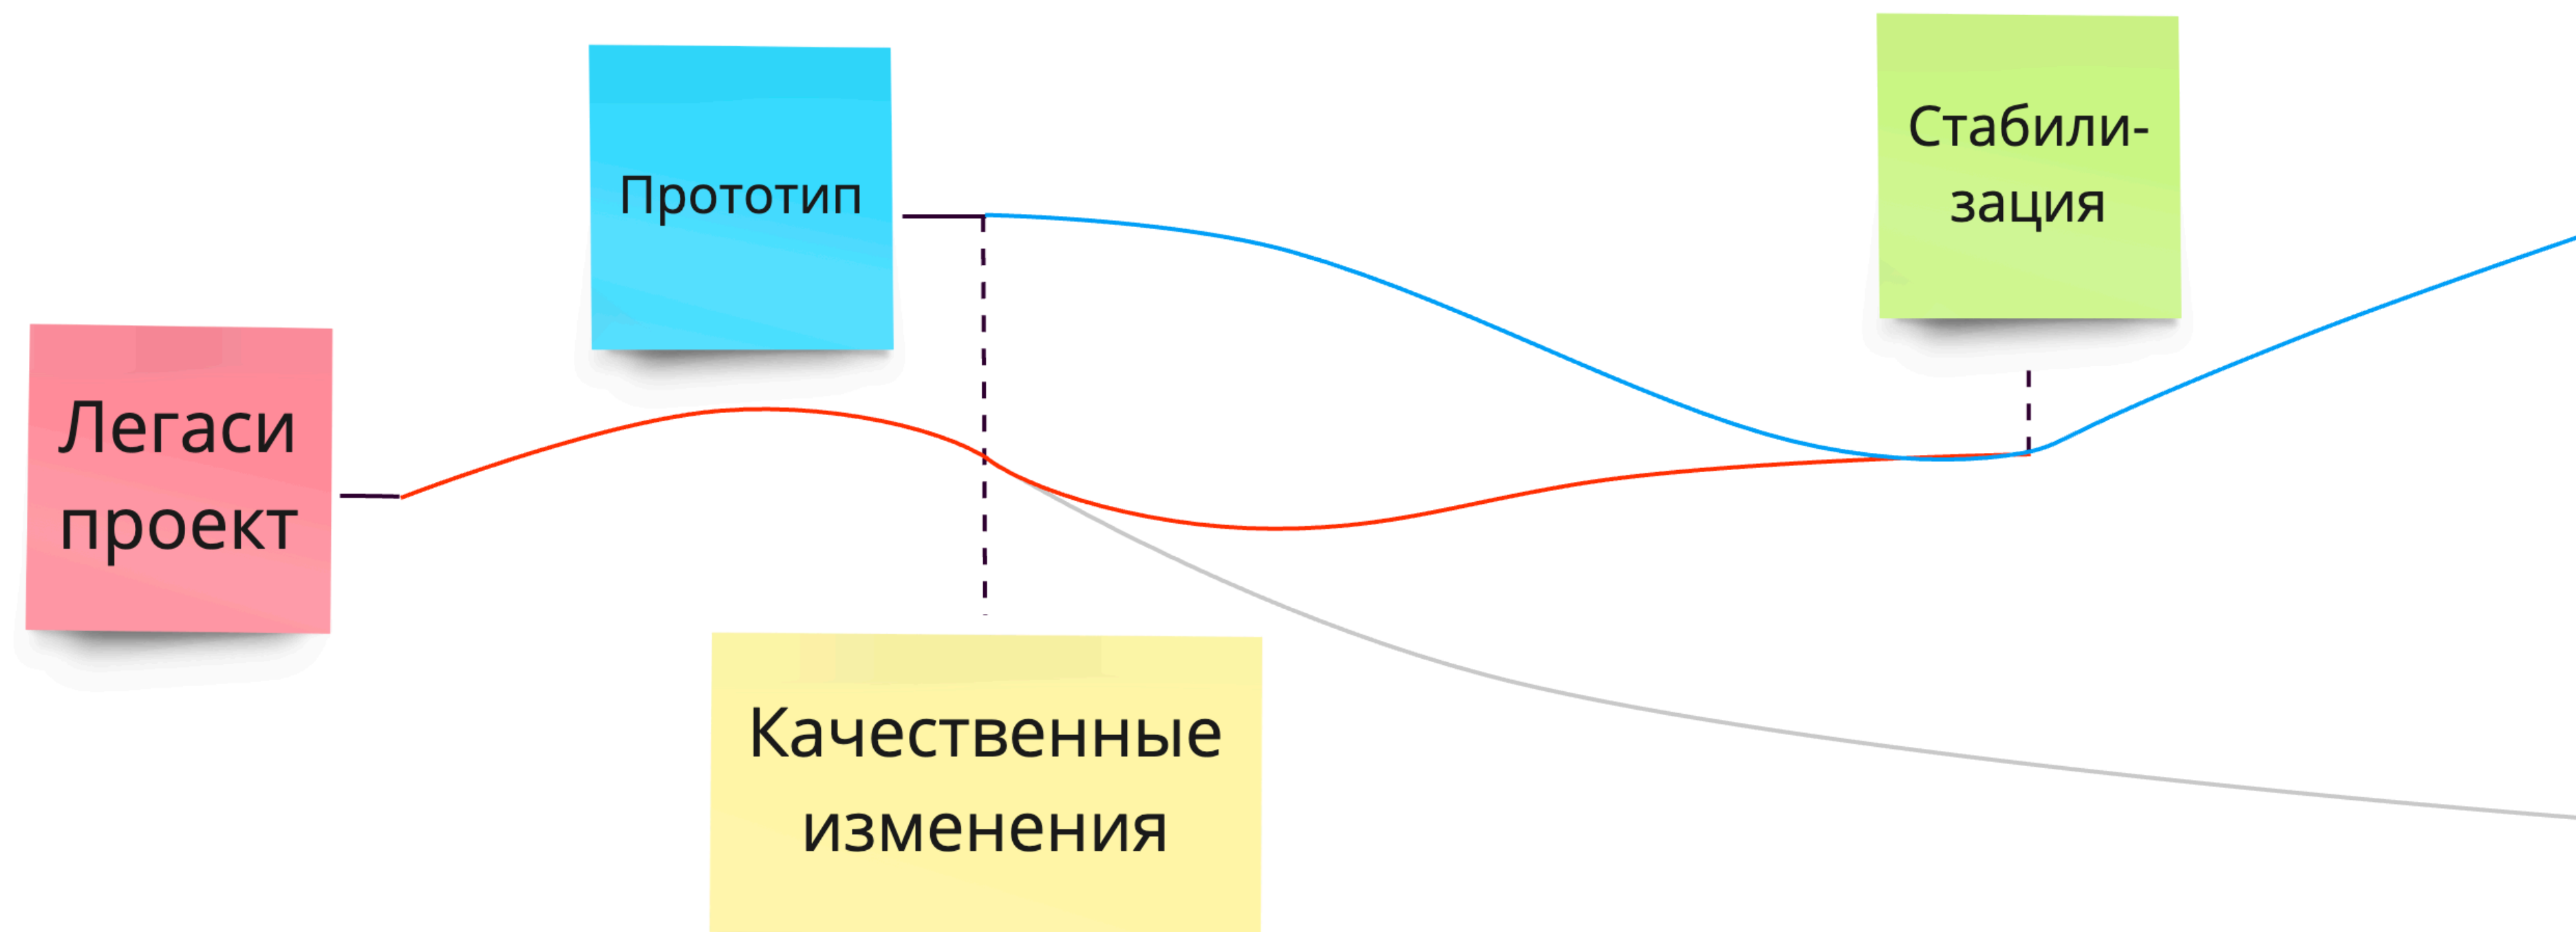 Легаси
проект
Прототип
Качественные
изменения
Стабили-
зация